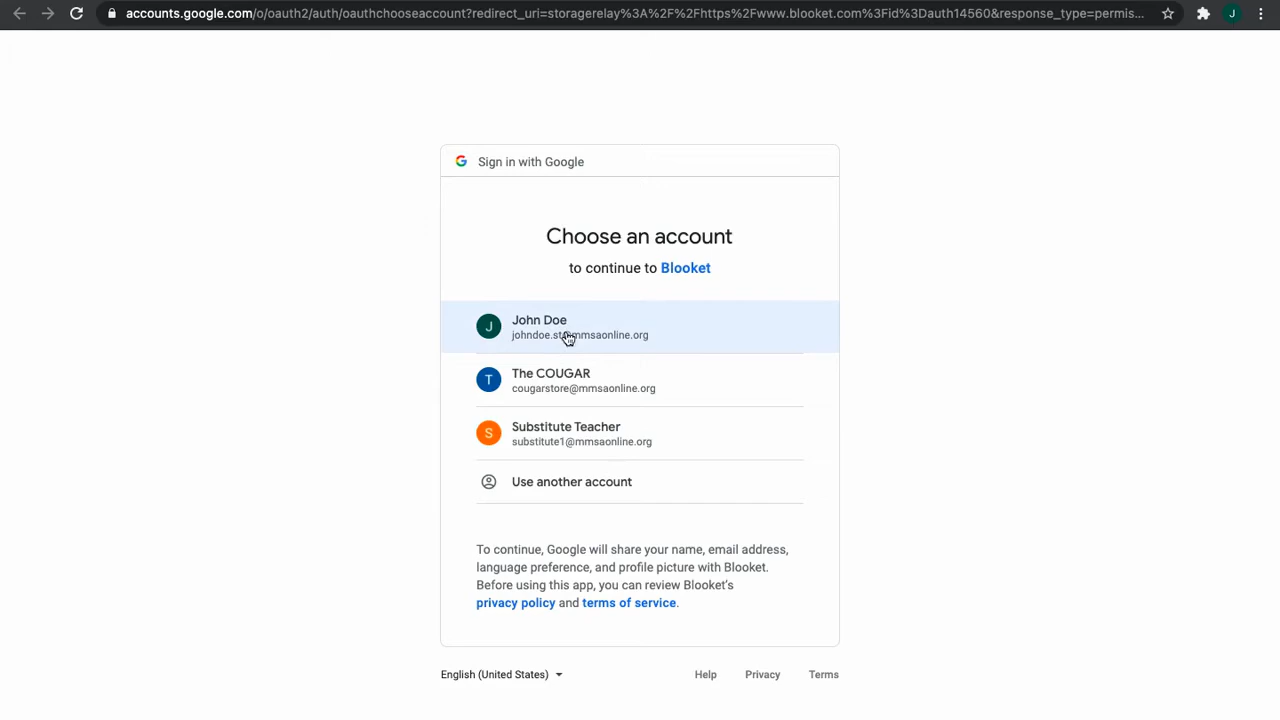 accounts.google.com/o/oauth2/auth/oauthchooseaccount?redirect_uri=storagerelay%3A%2F%2Fhttps%2Fwww.blooket.com%3Fid%3Dauth14560&response_type=permis...
J
Sign in with Google
Choose an account
to continue to Blooket
J
John Doe
johndoe.st@mmsaonline.org
T
The COUGAR
cougarstore@mmsaonline.org
S
Substitute Teacher
substitute1@mmsaonline.org
Use another account
To continue, Google will share your name, email address,
language preference, and profile picture with Blooket.
Before using this app, you can review Blooket's
privacy policy and terms of service.
English (United States)
Help
Privacy
Terms